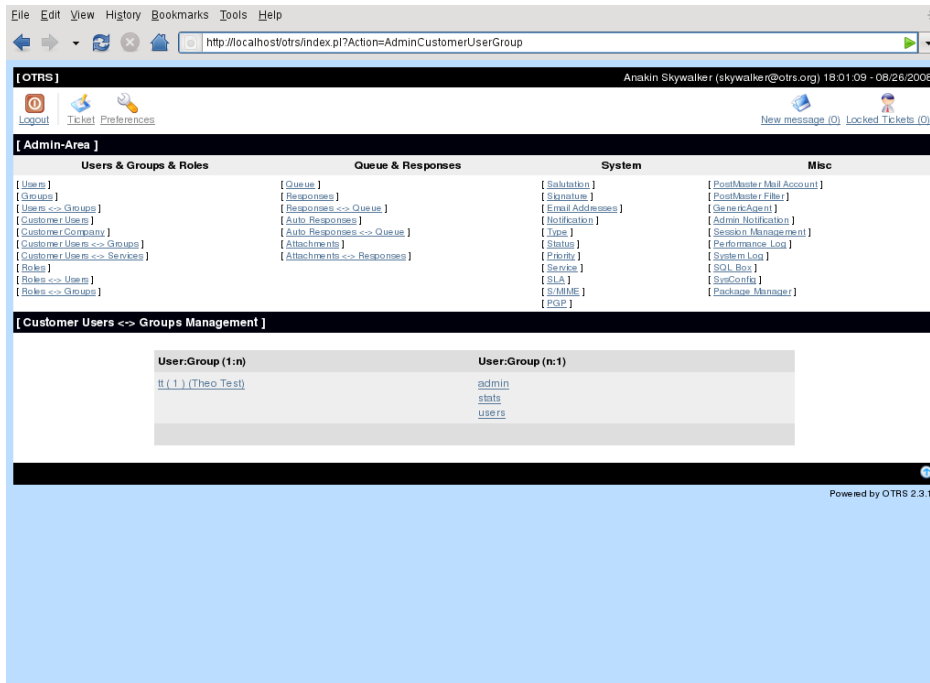 File Edit View History Bookmarks Tools Help
http://localhost/otrs/index.pl?Action=AdminCustomerUserGroup
[ OTRS ] Anakin Skywalker (skywalker@otrs.org) 18:01:09 - 08/26/2008
Logout Ticket Preferences New message (0) Locked Tickets (0)
[ Admin-Area ]
Users & Groups & Roles Queue & Responses System Misc
[ Users ] [ Queue ] [ Salutation ] [ PostMaster Mail Account ]
[ Groups ] [ Responses ] [ Signature ] [ PostMaster Filter ]
[ Users <-> Groups ] [ Responses <-> Queue ] [ Email Addresses ] [ GenericAgent ]
[ Customer Users ] [ Auto Responses ] [ Notification ] [ Admin Notification ]
[ Customer Company ] [ Auto Responses <-> Queue ] [ Type ] [ Session Management ]
[ Customer Users <-> Groups ] [ Attachments ] [ Status ] [ Performance Log ]
[ Customer Users <-> Services ] [ Attachments <-> Responses ] [ Priority ] [ System Log ]
[ Roles ] [ Service ] [ SQL Box ]
[ Roles <-> Users ] [ SLA ] [ SysConfig ]
[ Roles <-> Groups ] [ S/MIME ] [ Package Manager ]
[ PGP ]
[ Customer Users <-> Groups Management ]
User:Group (1:n) User:Group (n:1)
tt ( 1 ) (Theo Test) admin
stats
users
Powered by OTRS 2.3.1